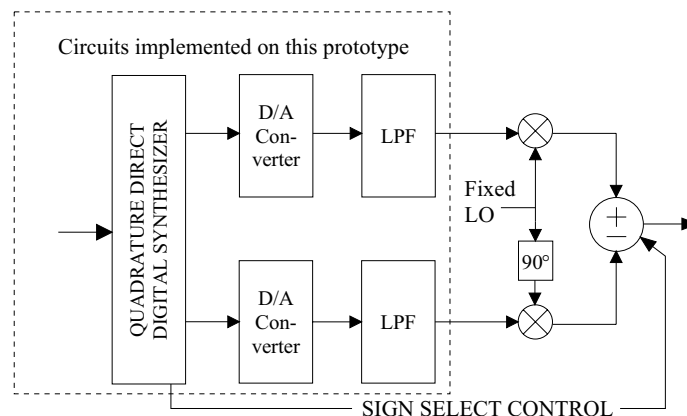 Circuits implemented on this prototype
QUADRATURE DIRECT
DIGITAL SYNTHESIZER
D/A
Con-
verter
LPF
Fixed
LO
90°
+
−
D/A
Con-
verter
LPF
SIGN SELECT CONTROL